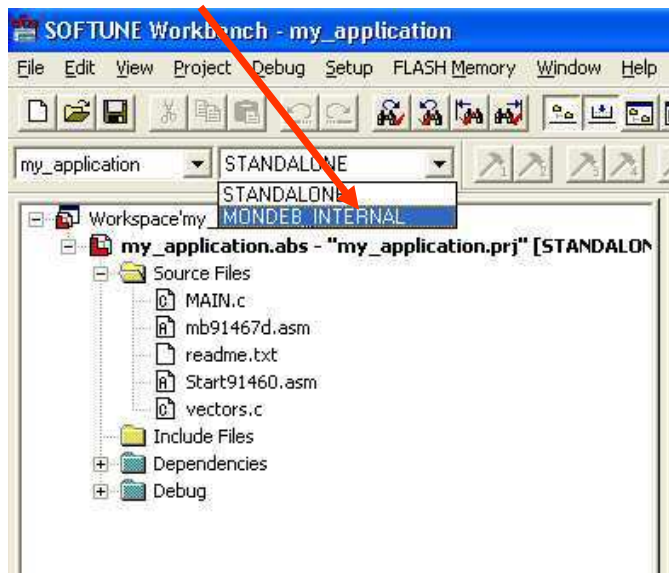 SOFTUNE Workbench - my_application
File Edit View Project Debug Setup FLASH Memory Window Help
my_application STANDALONE
STANDALONE
MONDEB_INTERNAL
Workspace'my_
my_application.abs - "my_application.prj" [STANDALON
Source Files
MAIN.c
mb91467d.asm
readme.txt
Start91460.asm
vectors.c
Include Files
Dependencies
Debug